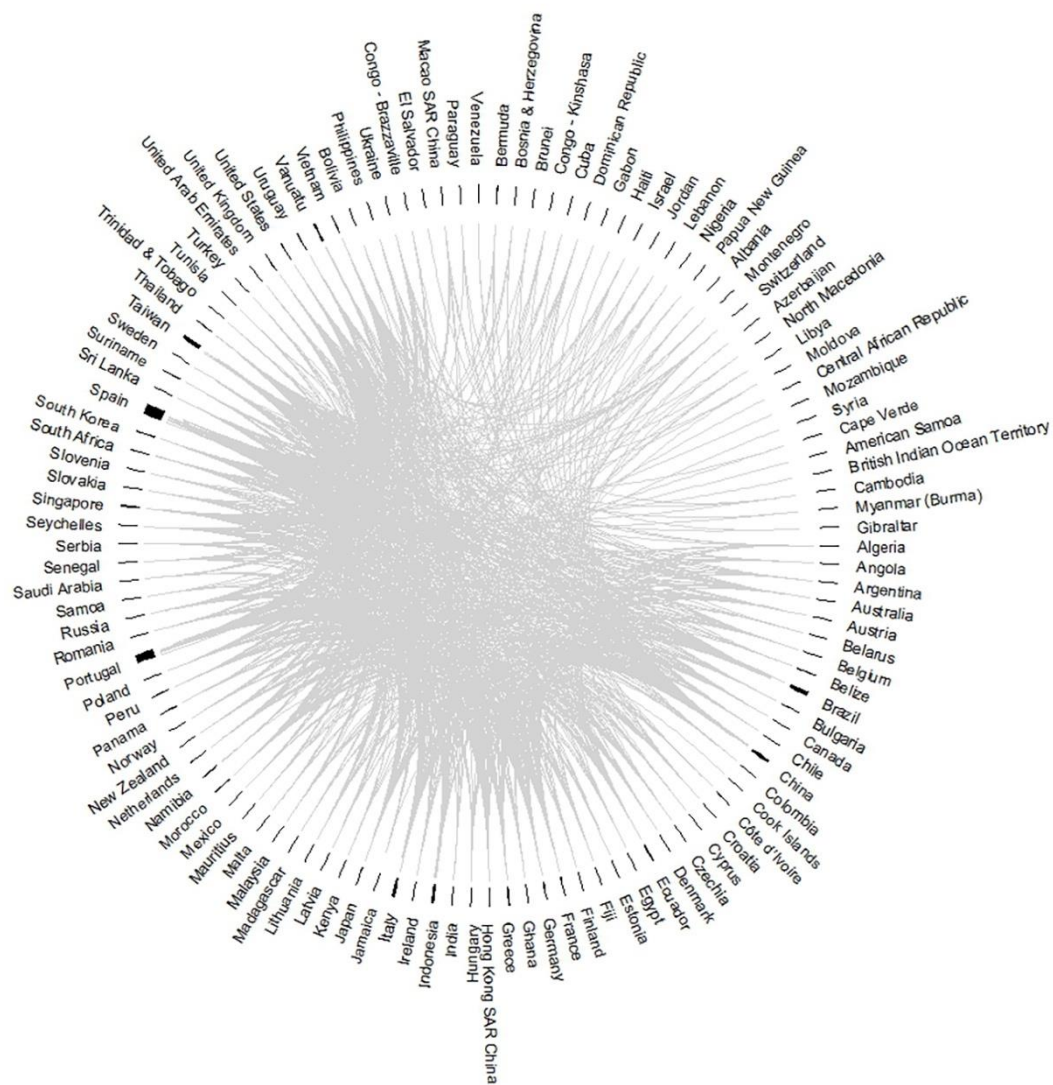 Venezuela
Bermuda
Bosnia & Herzegovina
Brunei
Congo - Kinshasa
Cuba
Dominican Republic
Gabon
Haiti
Israel
Jordan
Lebanon
Nigeria
Papua New Guinea
Albania
Montenegro
Switzerland
Azerbaijan
North Macedonia
Libya
Moldova
Central African Republic
Mozambique
Syria
Cape Verde
American Samoa
British Indian Ocean Territory
Cambodia
Myanmar (Burma)
Gibraltar
Algeria
Angola
Argentina
Australia
Austria
Belarus
Belgium
Belize
Brazil
Bulgaria
Canada
Chile
China
Colombia
Cook Islands
Côte d'Ivoire
Croatia
Cyprus
Czechia
Denmark
Ecuador
Egypt
Estonia
Fiji
Finland
France
Germany
Ghana
Greece
Hong Kong SAR China
Hungary
India
Indonesia
Ireland
Italy
Jamaica
Japan
Kenya
Latvia
Lithuania
Madagascar
Malaysia
Malta
Mauritius
Mexico
Morocco
Namibia
Netherlands
New Zealand
Norway
Panama
Peru
Poland
Portugal
Romania
Russia
Samoa
Saudi Arabia
Senegal
Serbia
Seychelles
Singapore
Slovakia
Slovenia
South Africa
South Korea
Spain
Sri Lanka
Suriname
Sweden
Taiwan
Thailand
Trinidad & Tobago
Tunisia
Turkey
United Arab Emirates
United Kingdom
United States
Uruguay
Vanuatu
Vietnam
Bolivia
Philippines
Ukraine
Congo - Brazzaville
El Salvador
Macao SAR China
Paraguay